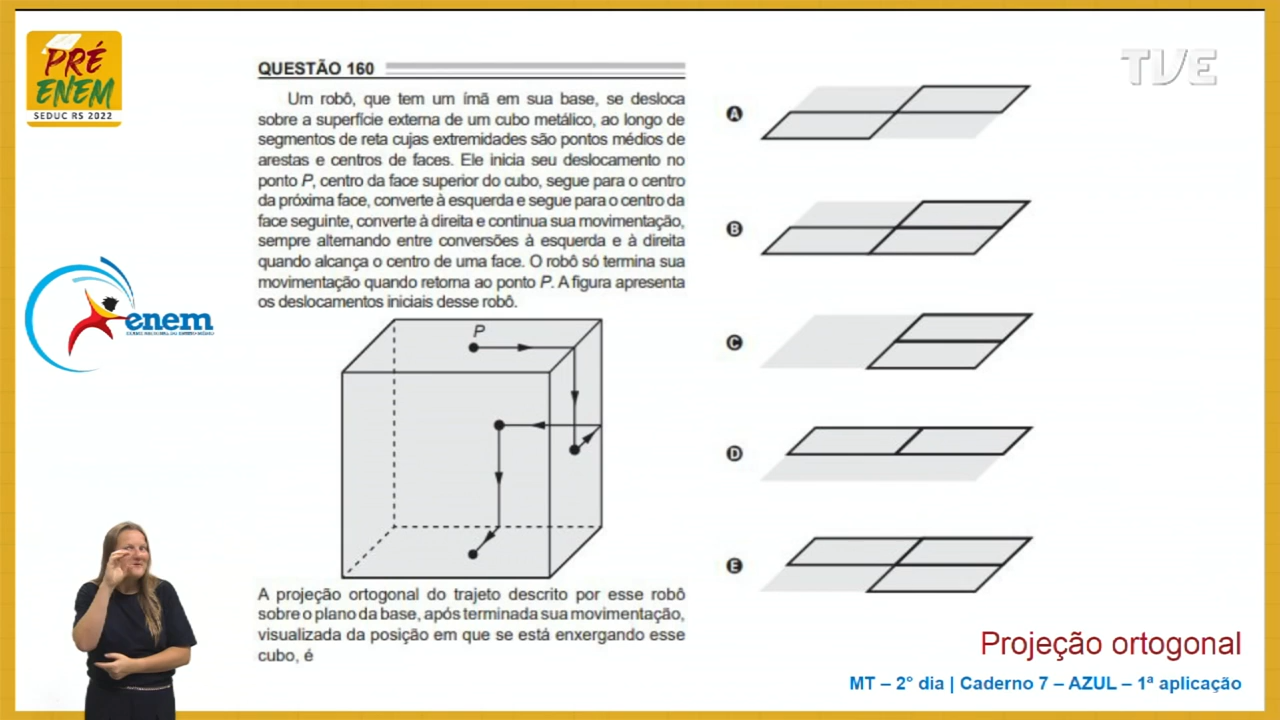 PRÉ
ENEM
SEDUC RS 2022
TVE
QUESTÃO 160
Um robô, que tem um ímã em sua base, se desloca
sobre a superfície externa de um cubo metálico, ao longo de
segmentos de reta cujas extremidades são pontos médios de
arestas e centros de faces. Ele inicia seu deslocamento no
ponto P, centro da face superior do cubo, segue para o centro
da próxima face, converte à esquerda e segue para o centro da
face seguinte, converte à direita e continua sua movimentação,
sempre alternando entre conversões à esquerda e à direita
quando alcança o centro de uma face. O robô só termina sua
movimentação quando retorna ao ponto P. A figura apresenta
os deslocamentos iniciais desse robô.
P
A projeção ortogonal do trajeto descrito por esse robô
sobre o plano da base, após terminada sua movimentação,
visualizada da posição em que se está enxergando esse
cubo, é
A
B
C
D
E
enem
Projeção ortogonal
MT – 2° dia | Caderno 7 – AZUL – 1ª aplicação